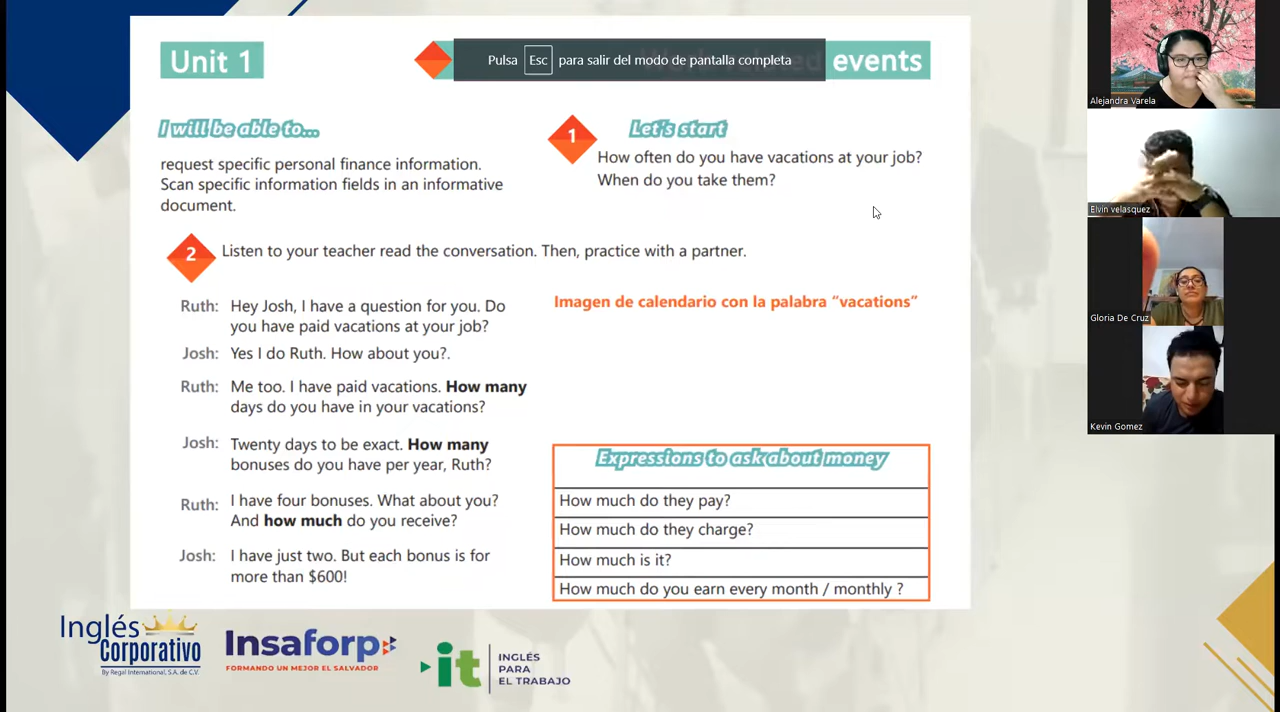 Unit 1
Pulsa Esc para salir del modo de pantalla completa
events
I will be able to...
request specific personal finance information.
Scan specific information fields in an informative
document.
1
Let's start
How often do you have vacations at your job?
When do you take them?
2
Listen to your teacher read the conversation. Then, practice with a partner.
Ruth: Hey Josh, I have a question for you. Do
you have paid vacations at your job?
Josh: Yes I do Ruth. How about you?.
Ruth: Me too. I have paid vacations. How many
days do you have in your vacations?
Josh: Twenty days to be exact. How many
bonuses do you have per year, Ruth?
Ruth: I have four bonuses. What about you?
And how much do you receive?
Josh: I have just two. But each bonus is for
more than $600!
Imagen de calendario con la palabra "vacations"
Expressions to ask about money
How much do they pay?
How much do they charge?
How much is it?
How much do you earn every month / monthly ?
Inglés
Corporativo
By Regal International, S.A. de C.V.
Insaforp
FORMANDO UN MEJOR EL SALVADOR
it
INGLÉS
PARA
EL TRABAJO
Alejandra Varela
Elvin velasquez
Gloria De Cruz
Kevin Gomez